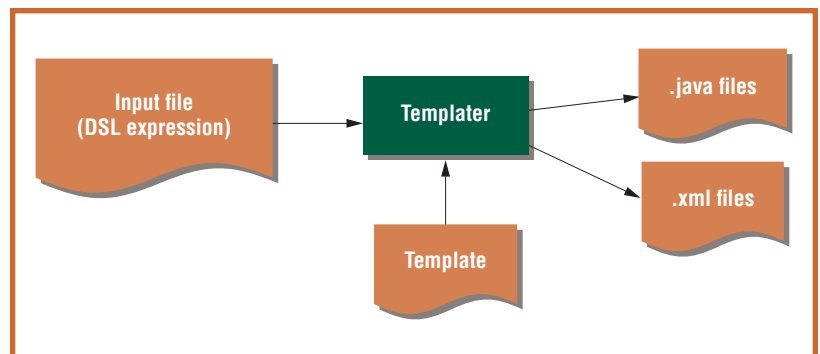 Input file
(DSL expression)
Templater
.java files
.xml files
Template